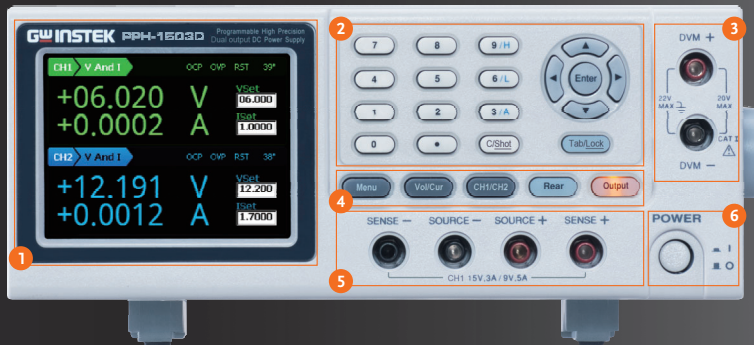 GW INSTEK PPH-1503D Programmable High Precision
Dual output DC Power Supply
CH1 V And I OCP OVP RST 39°
+06.020 V VSet
06.000
+0.0002 A ISet
1.0000
CH2 V And I OCP OVP RST 38°
+12.191 V VSet
12.200
+0.0012 A ISet
1.7000
1
2
7 8 9/H
4 5 6/L
1 2 3/A
0 • C/Shot
Enter
Tab/Lock
3
DVM +
22V
MAX
20V
MAX
CAT I
DVM −
4
Menu Vol/Cur CH1/CH2 Rear Output
5
SENSE − SOURCE − SOURCE + SENSE +
CH1 15V.3A / 9V.5A
6
POWER
I
O